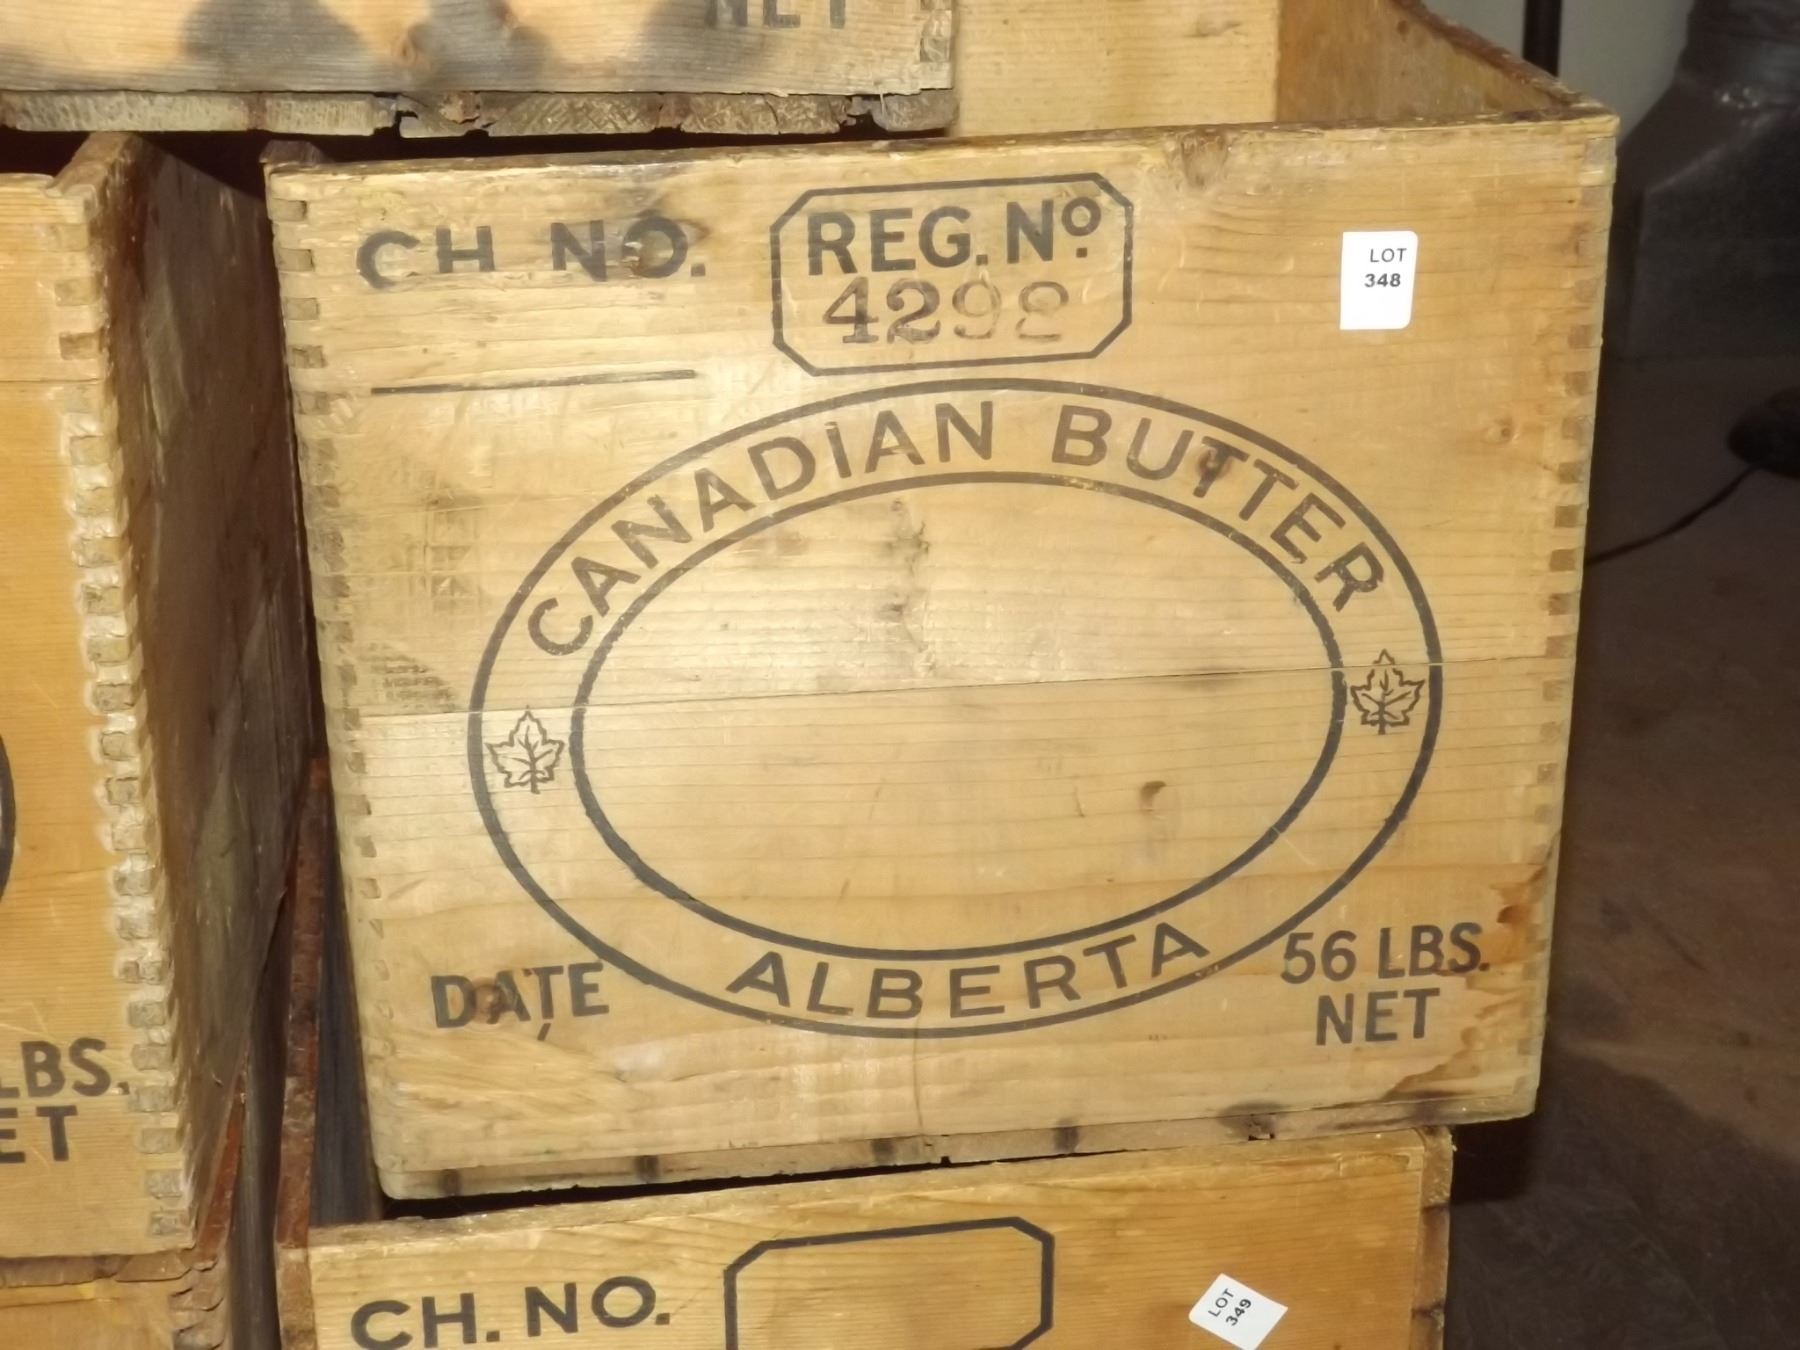 NET
CH NO.
REG. Nº
4292
LOT
348
CANADIAN BUTTER
ALBERTA
DATE
56 LBS.
NET
LBS.
ET
CH. NO.
LOT
349